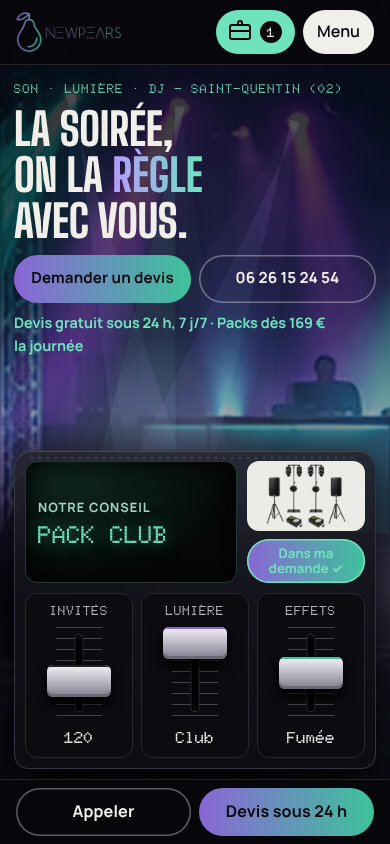 NEWPEARS
1
Menu
SON · LUMIÈRE · DJ — SAINT-QUENTIN (02)
LA SOIRÉE,
ON LA RÈGLE
AVEC VOUS.
Demander un devis
06 26 15 24 54
Devis gratuit sous 24 h, 7 j/7 · Packs dès 169 €
la journée
NOTRE CONSEIL
PACK CLUB
Dans ma
demande ✓
INVITÉS
LUMIÈRE
EFFETS
120
Club
Fumée
Appeler
Devis sous 24 h